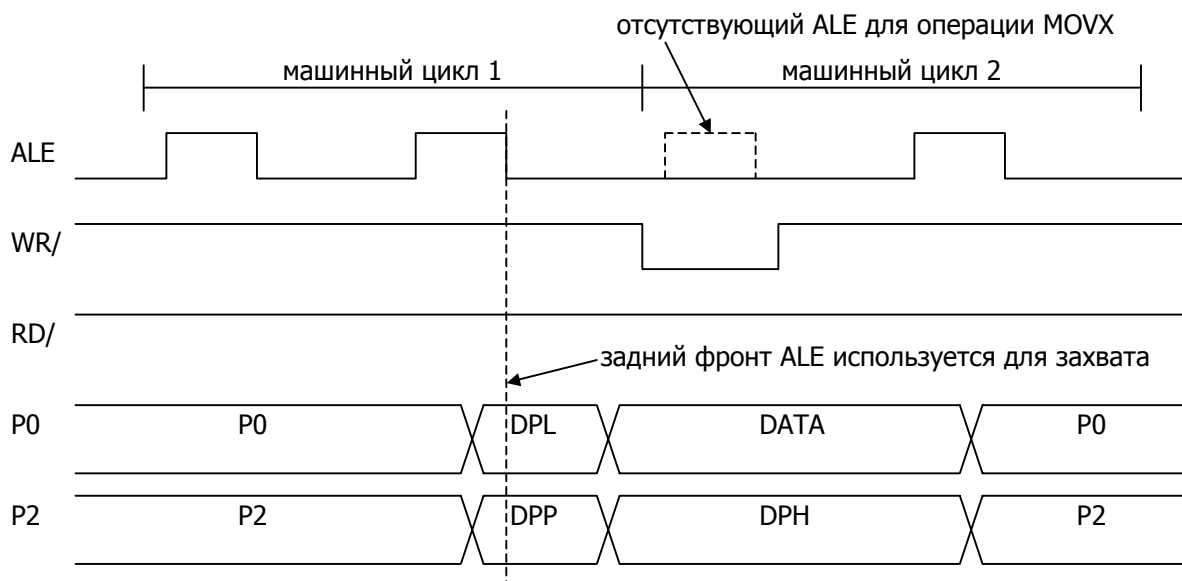 отсутствующий ALE для операции MOVX
машинный цикл 1
машинный цикл 2
ALE
WR/
RD/
задний фронт ALE используется для захвата
P0 P0 DPL DATA P0
P2 P2 DPP DPH P2